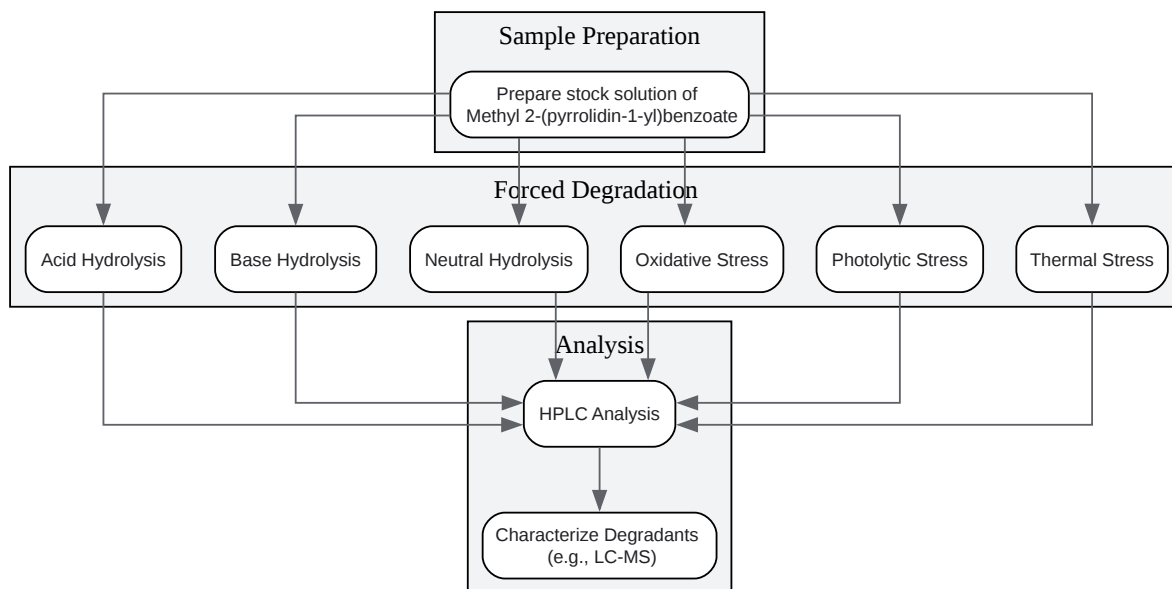 Sample Preparation
Prepare stock solution of
Methyl 2-(pyrrolidin-1-yl)benzoate
Forced Degradation
Acid Hydrolysis
Base Hydrolysis
Neutral Hydrolysis
Oxidative Stress
Photolytic Stress
Thermal Stress
Analysis
HPLC Analysis
Characterize Degradants
(e.g., LC-MS)